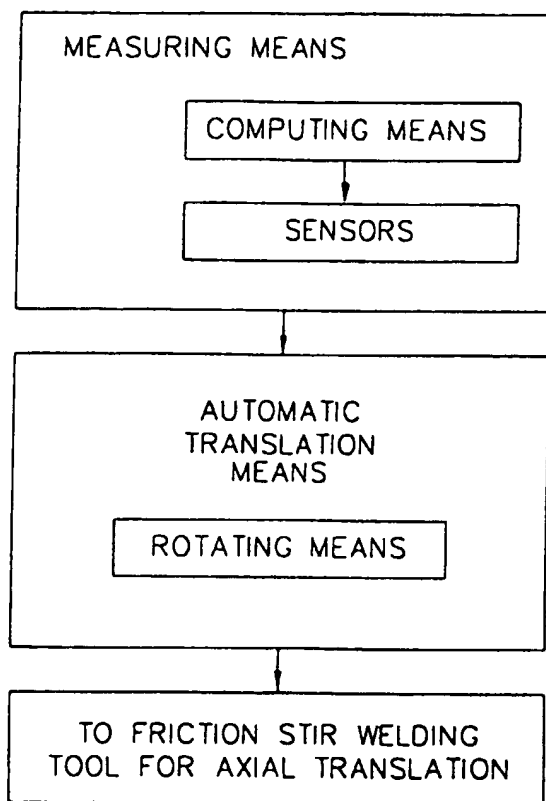 MEASURING MEANS
COMPUTING MEANS
SENSORS
AUTOMATIC
TRANSLATION
MEANS
ROTATING MEANS
TO FRICTION STIR WELDING
TOOL FOR AXIAL TRANSLATION